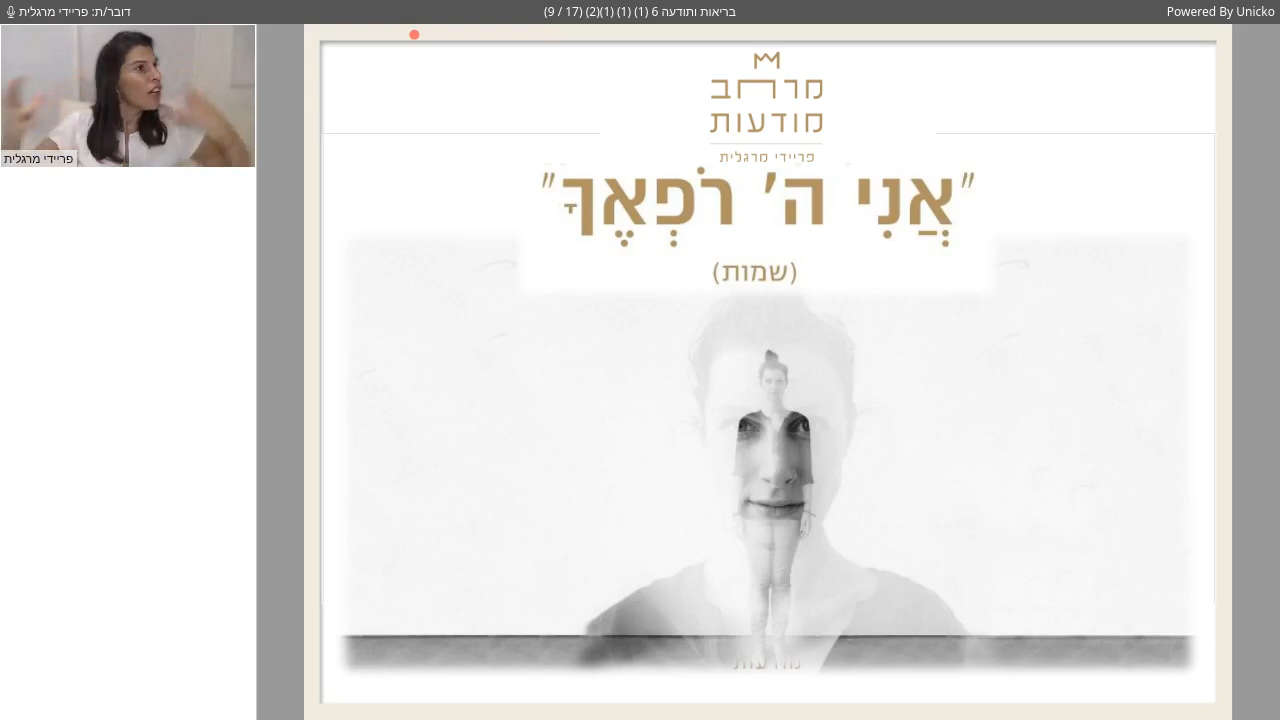 דובר/ת: פריידי מרגלית
בריאות ותודעה 6 (1) (1) (1)(2) (17 / 9)
Powered By Unicko
פריידי מרגלית
מרחב
מודעות
פריידי מרגלית
"אֲנִי ה' רֹפְאֶךָ"
(שמות)
מודעות